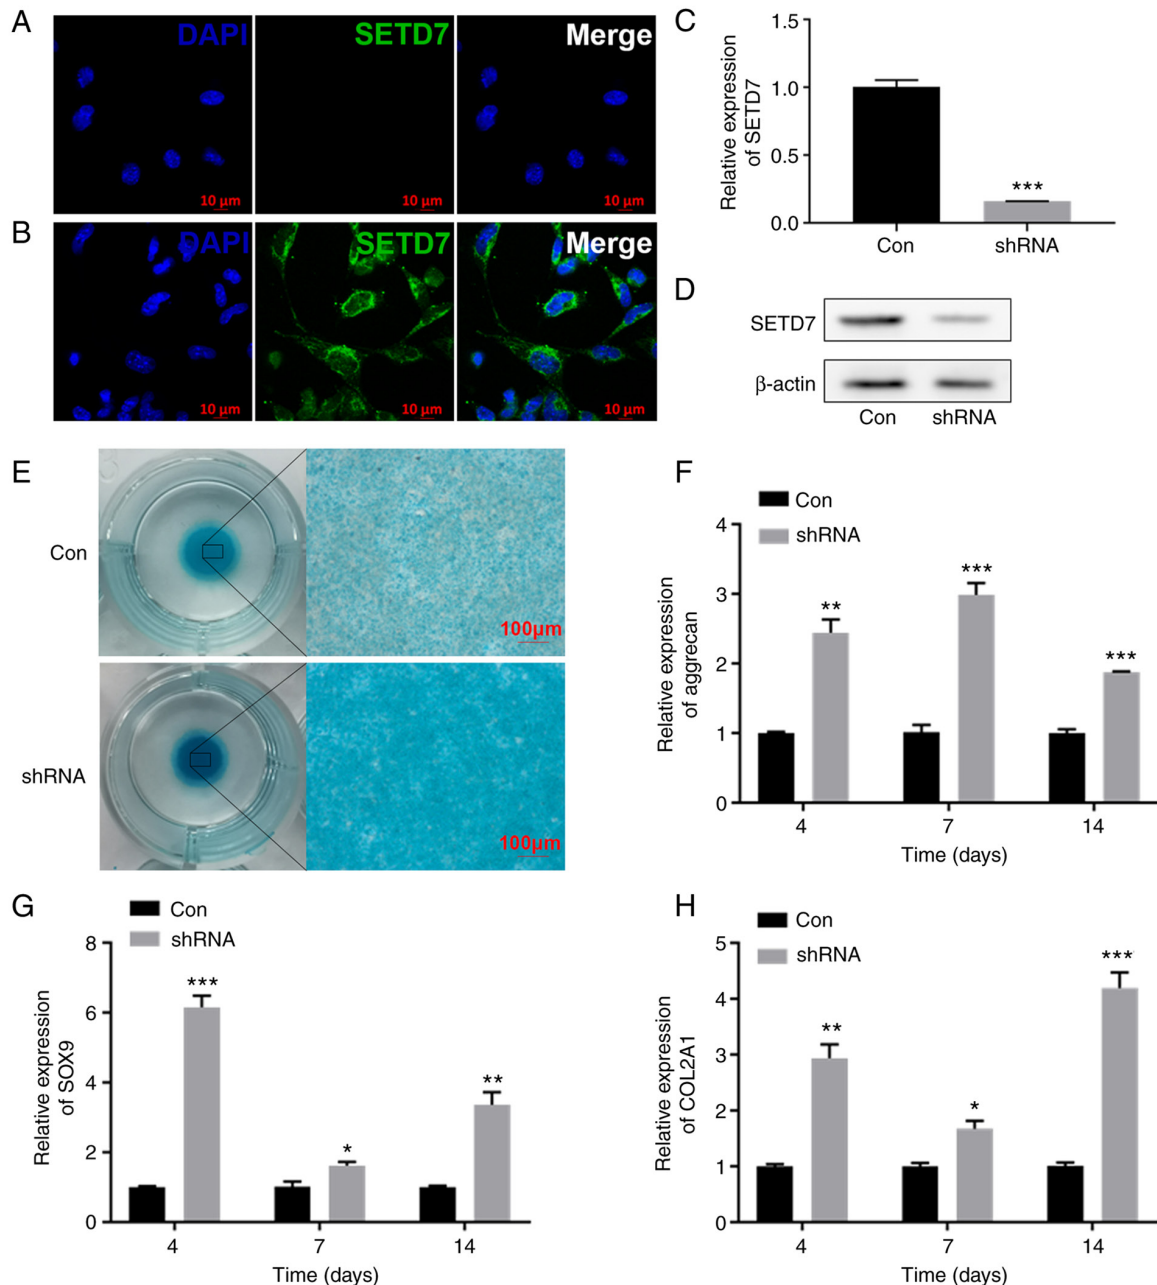 A
DAPI
SETD7
Merge
10 µm
10 µm
10 µm
B
DAPI
SETD7
Merge
10 µm
10 µm
10 µm
C
Relative expression
of SETD7
1.5
1.0
0.5
0.0
***
Con
shRNA
D
SETD7
β-actin
Con
shRNA
E
Con
100µm
shRNA
100µm
F
Con
shRNA
Relative expression
of aggrecan
4
3
2
1
0
**
***
***
4
7
14
Time (days)
G
Con
shRNA
Relative expression
of SOX9
8
6
4
2
0
***
*
**
4
7
14
Time (days)
H
Con
shRNA
Relative expression
of COL2A1
5
4
3
2
1
0
**
*
***
4
7
14
Time (days)